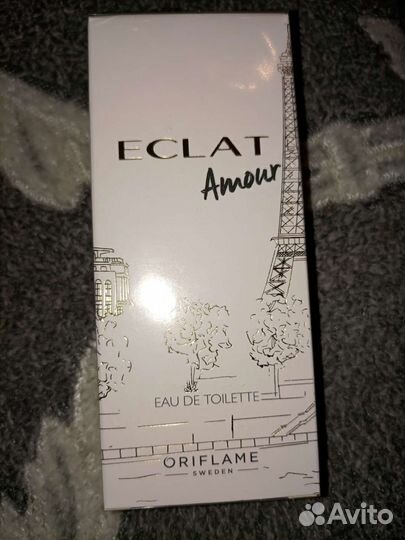 ECLAT
Amour
EAU DE TOILETTE
ORIFLAME
SWEDEN
Avito